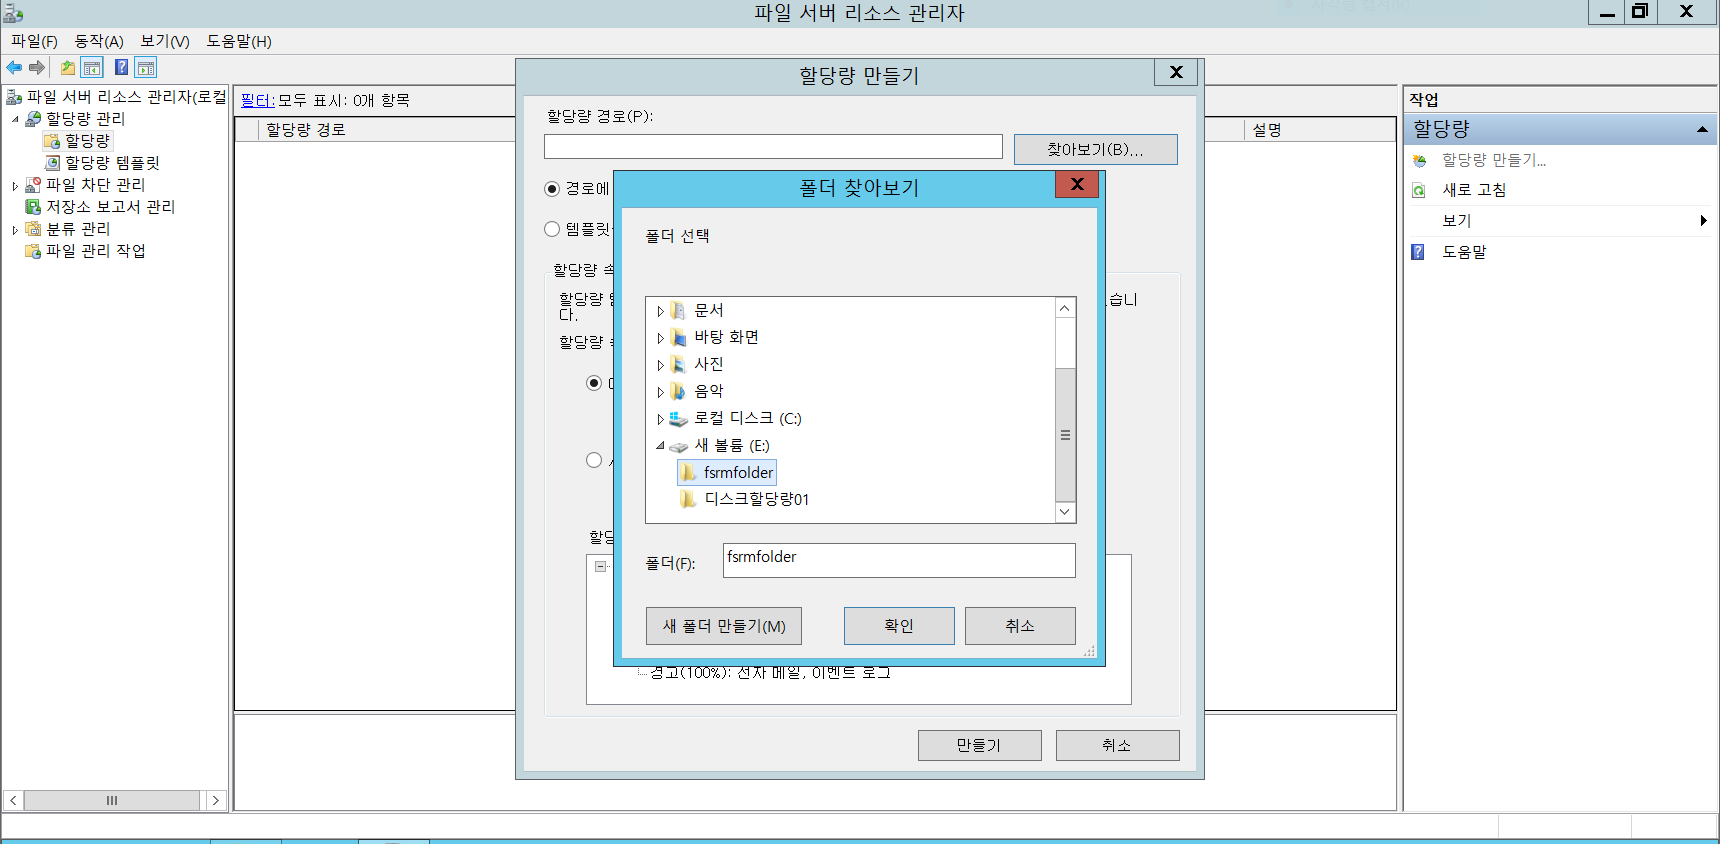 파일 서버 리소스 관리자
파일(F) 동작(A) 보기(V) 도움말(H)
파일 서버 리소스 관리자(로컬
할당량 관리
할당량
할당량 템플릿
파일 차단 관리
저장소 보고서 관리
분류 관리
파일 관리 작업
필터: 모두 표시: 0개 항목
할당량 경로
설명
할당량 만들기
할당량 경로(P):
찾아보기(B)...
경로에
템플릿
할당량 속
할당량 템
습니
다.
할당량
할당
경고(100%): 전자 메일, 이벤트 로그
만들기 취소
폴더 찾아보기
폴더 선택
문서
바탕 화면
사진
음악
로컬 디스크 (C:)
새 볼륨 (E:)
fsrmfolder
디스크할당량01
폴더(F): fsrmfolder
새 폴더 만들기(M) 확인 취소
작업
할당량
할당량 만들기...
새로 고침
보기
도움말